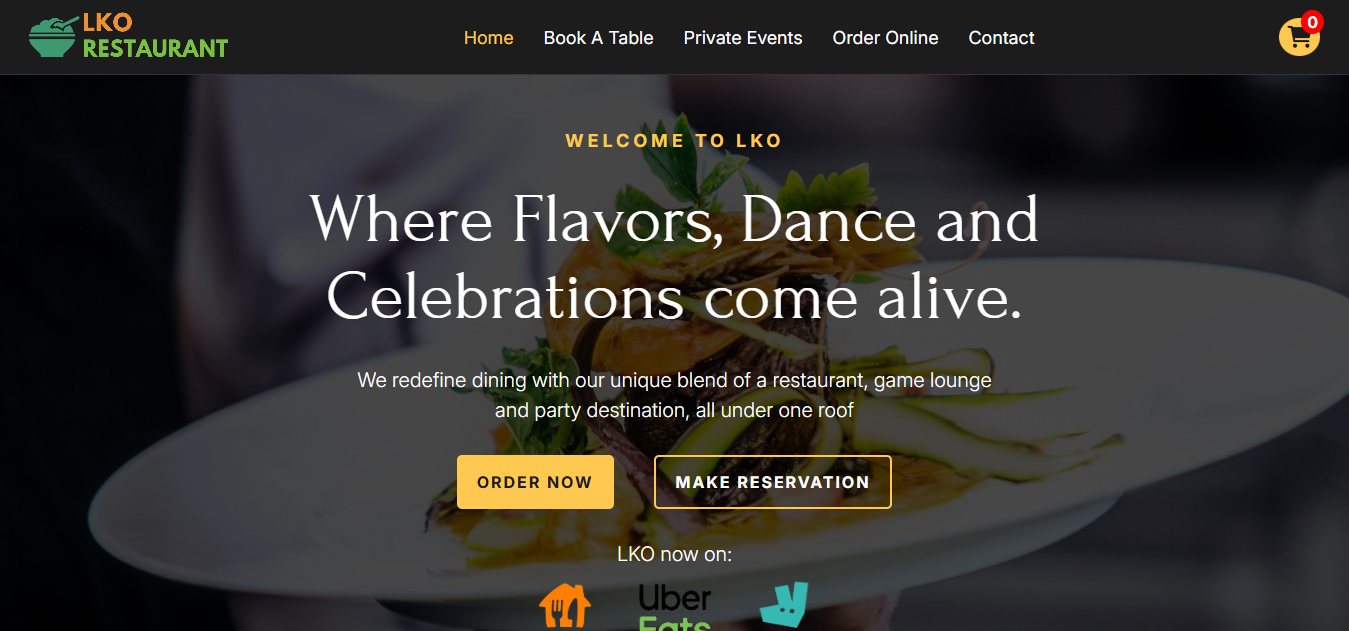 LKO
RESTAURANT
Home
Book A Table
Private Events
Order Online
Contact
0
WELCOME TO LKO
Where Flavors, Dance and
Celebrations come alive.
We redefine dining with our unique blend of a restaurant, game lounge
and party destination, all under one roof
ORDER NOW
MAKE RESERVATION
LKO now on:
Uber
Eats